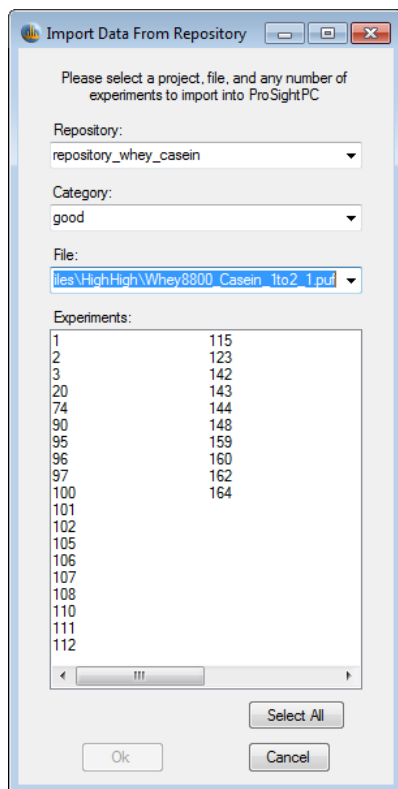 Import Data From Repository
Please select a project, file, and any number of
experiments to import into ProSightPC
Repository:
repository_whey_casein
Category:
good
File:
iles\HighHigh\Whey8800_Casein_1to2_1.puf
Experiments:
1 115
2 123
3 142
20 143
74 144
90 148
95 159
96 160
97 162
100 164
101
102
105
106
107
108
110
111
112
Select All
Ok Cancel